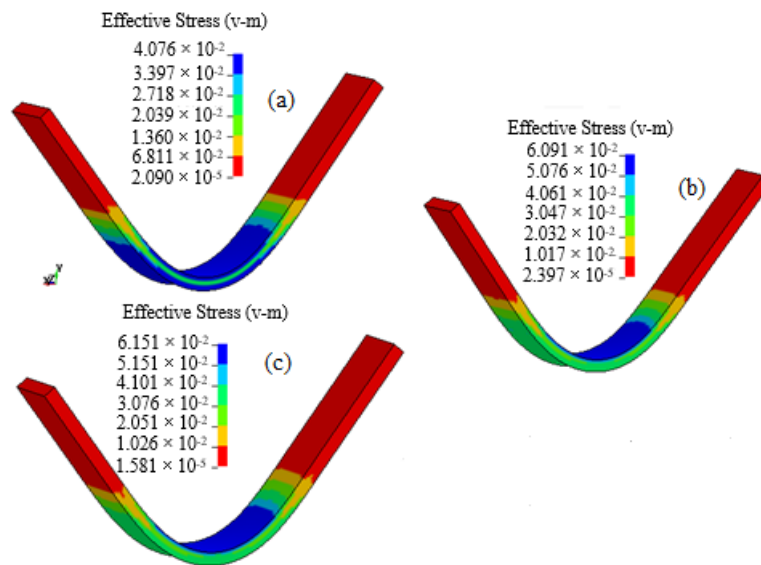 Effective Stress (v-m)
4.076 × 10⁻²
3.397 × 10⁻²
2.718 × 10⁻²
2.039 × 10⁻²
1.360 × 10⁻²
6.811 × 10⁻²
2.090 × 10⁻⁵
(a)
Effective Stress (v-m)
6.091 × 10⁻²
5.076 × 10⁻²
4.061 × 10⁻²
3.047 × 10⁻²
2.032 × 10⁻²
1.017 × 10⁻²
2.397 × 10⁻⁵
(b)
Effective Stress (v-m)
6.151 × 10⁻²
5.151 × 10⁻²
4.101 × 10⁻²
3.076 × 10⁻²
2.051 × 10⁻²
1.026 × 10⁻²
1.581 × 10⁻⁵
(c)